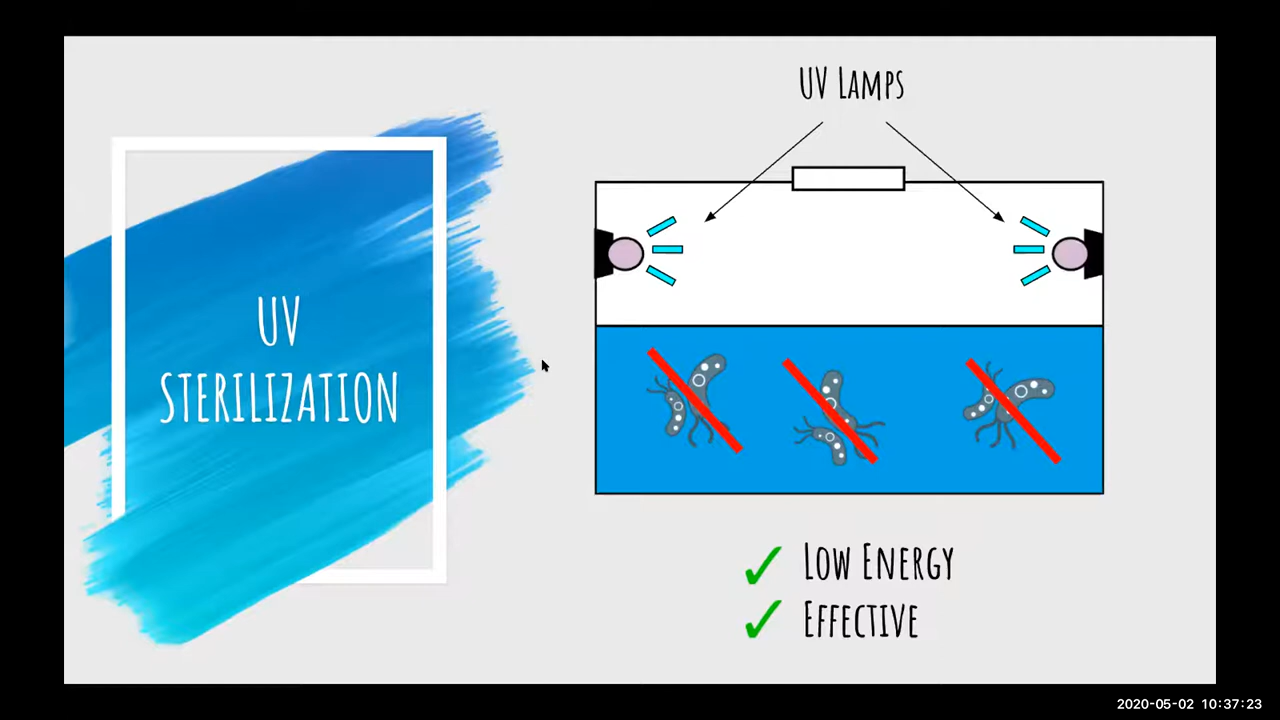 UV Lamps
UV
STERILIZATION
Low Energy
Effective
2020-05-02 10:37:23